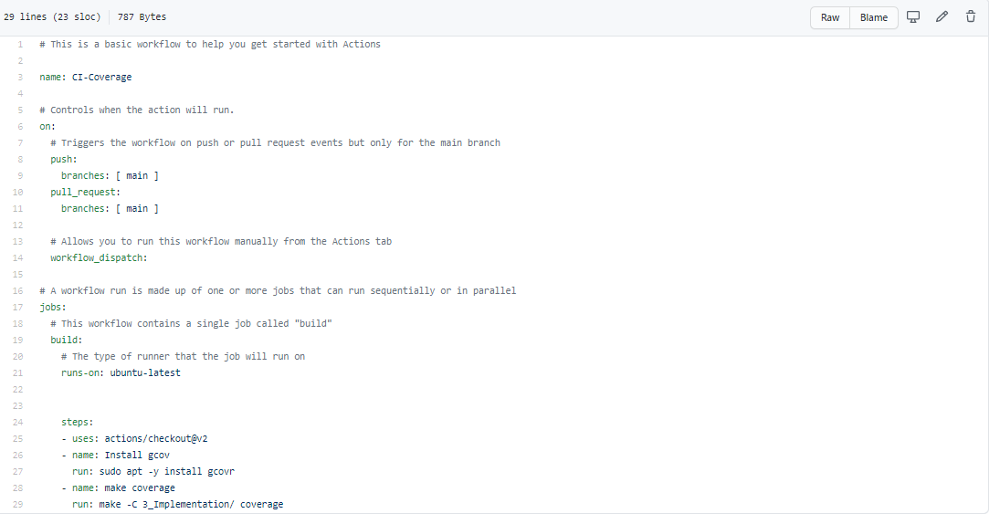 29 lines (23 sloc) 787 Bytes Raw Blame
1 # This is a basic workflow to help you get started with Actions
2
3 name: CI-Coverage
4
5 # Controls when the action will run.
6 on:
7   # Triggers the workflow on push or pull request events but only for the main branch
8   push:
9     branches: [ main ]
10   pull_request:
11     branches: [ main ]
12
13   # Allows you to run this workflow manually from the Actions tab
14   workflow_dispatch:
15
16 # A workflow run is made up of one or more jobs that can run sequentially or in parallel
17 jobs:
18   # This workflow contains a single job called "build"
19   build:
20     # The type of runner that the job will run on
21     runs-on: ubuntu-latest
22
23
24     steps:
25     - uses: actions/checkout@v2
26     - name: Install gcov
27       run: sudo apt -y install gcovr
28     - name: make coverage
29       run: make -C 3_Implementation/ coverage